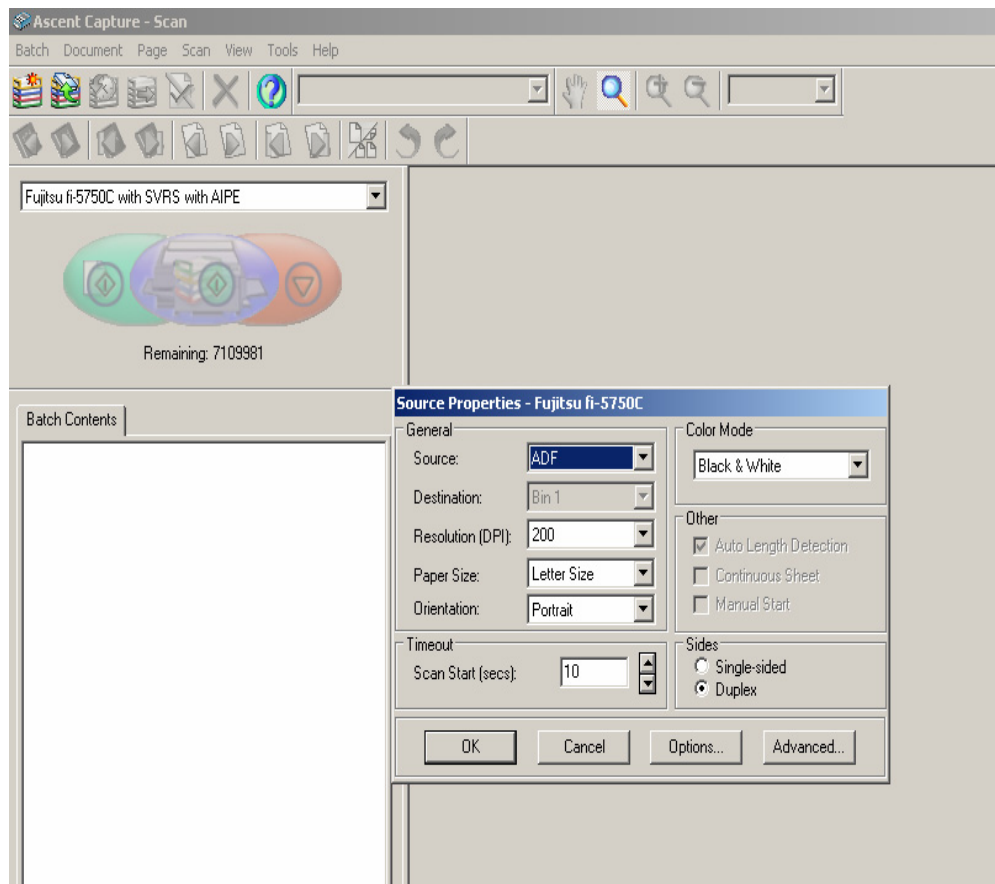 Ascent Capture - Scan
Batch Document Page Scan View Tools Help
Fujitsu fi-5750C with SVRS with AIPE
Remaining: 7109981
Batch Contents
Source Properties - Fujitsu fi-5750C
General
Source: ADF
Destination: Bin 1
Resolution (DPI): 200
Paper Size: Letter Size
Orientation: Portrait
Timeout
Scan Start (secs): 10
Color Mode
Black & White
Other
Auto Length Detection
Continuous Sheet
Manual Start
Sides
Single-sided
Duplex
OK Cancel Options... Advanced...